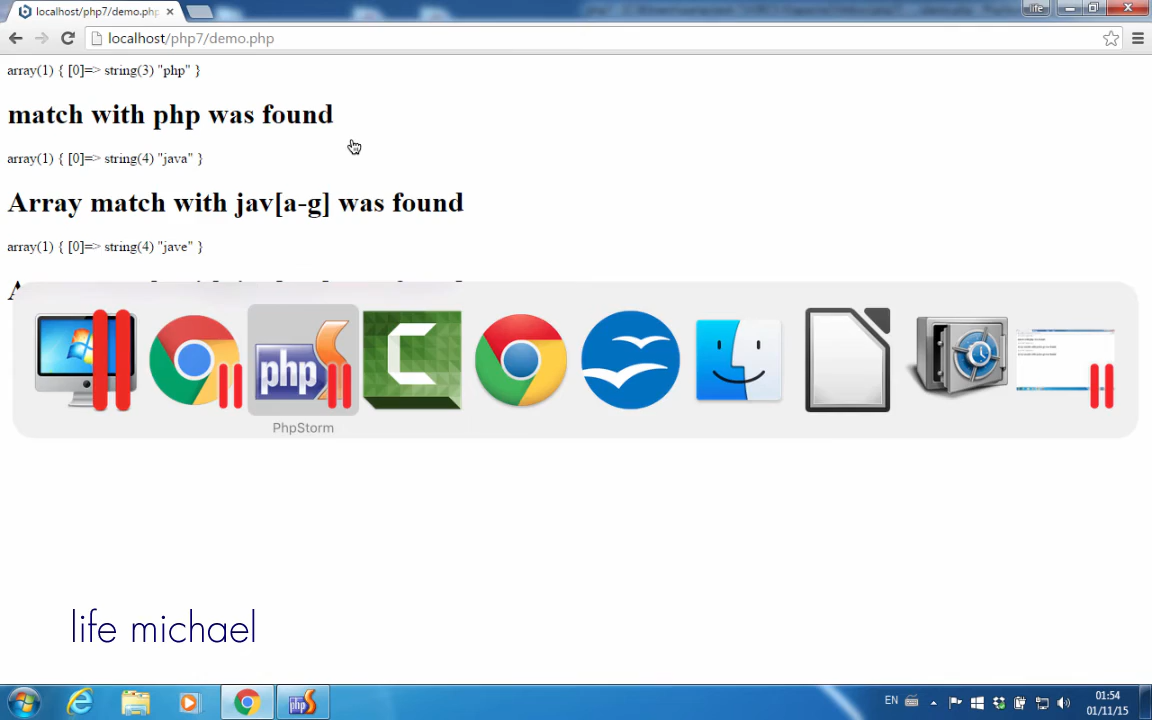 localhost/php7/demo.php
life
localhost/php7/demo.php
array(1) { [0]=> string(3) "php" }
match with php was found
array(1) { [0]=> string(4) "java" }
Array match with jav[a-g] was found
array(1) { [0]=> string(4) "jave" }
php
PhpStorm
life michael
EN
01:54
01/11/15